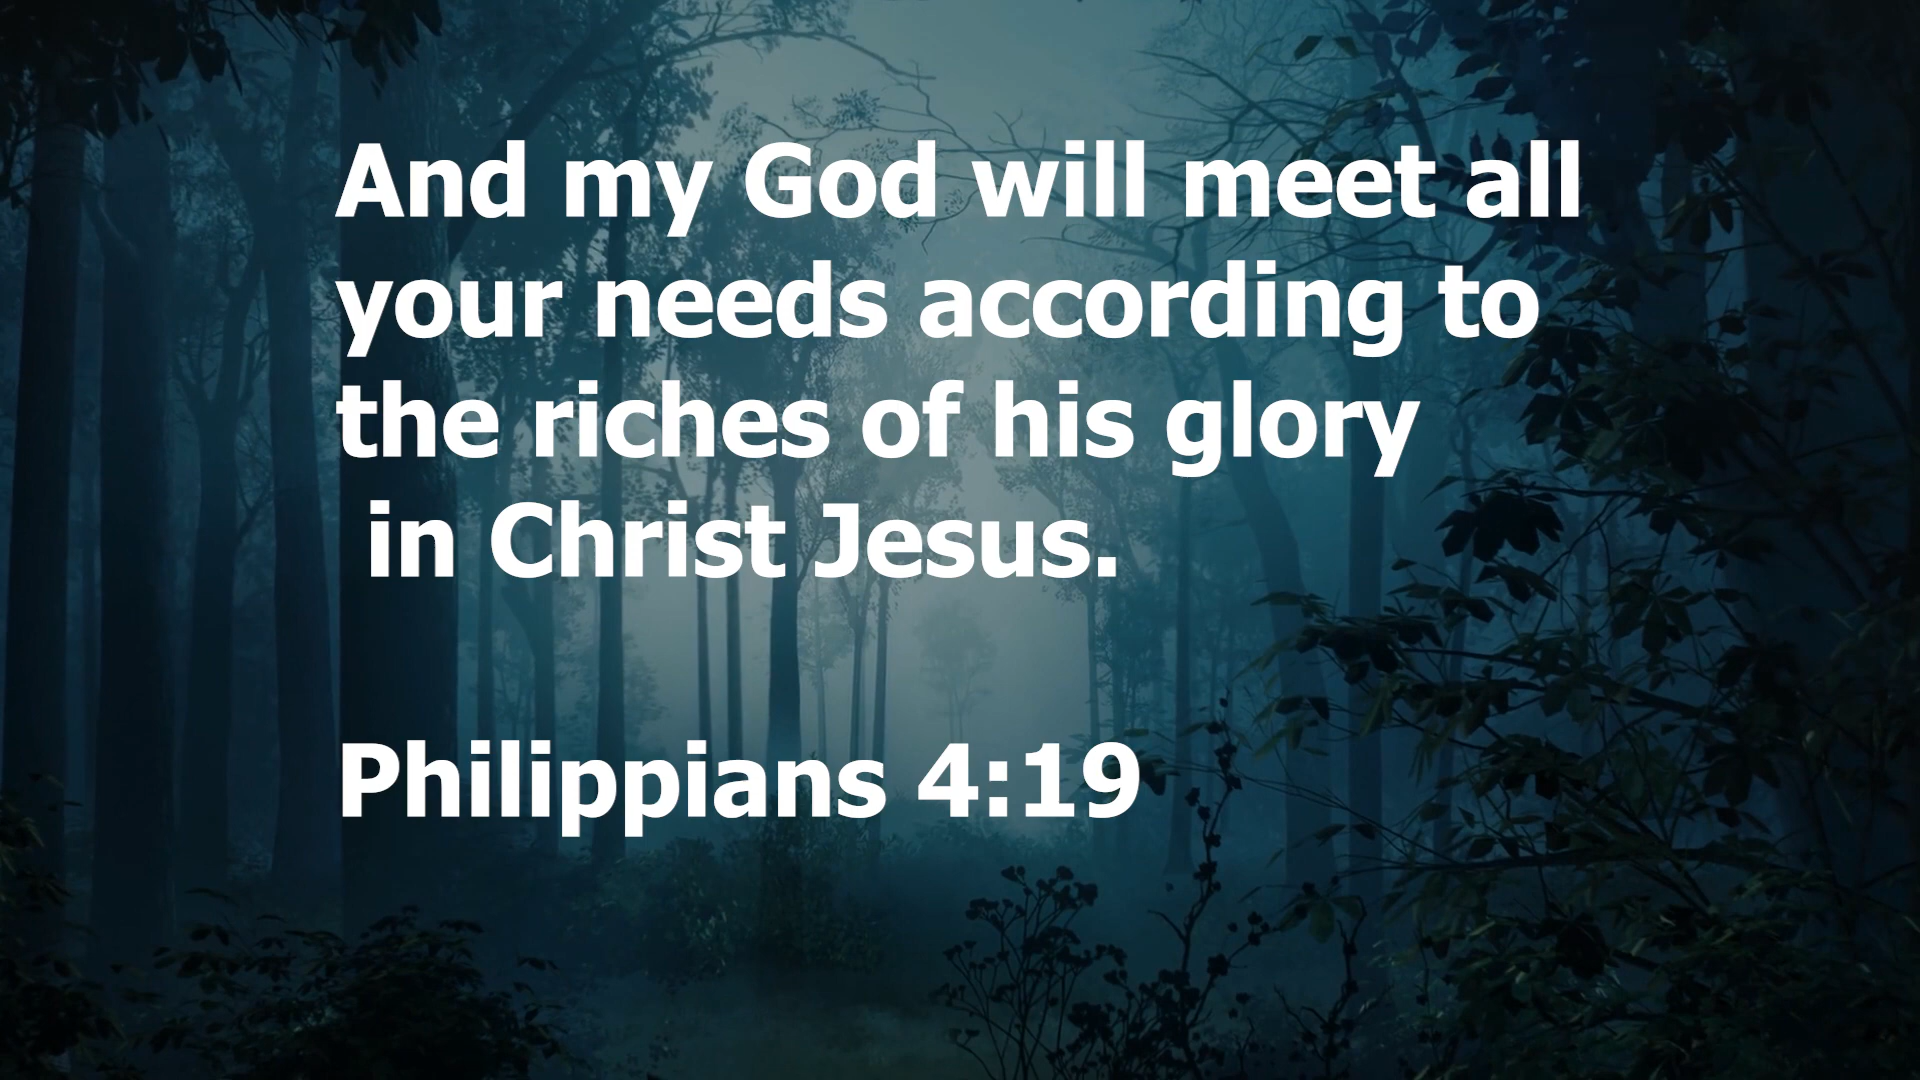 And my God will meet all
your needs according to
the riches of his glory
in Christ Jesus.
Philippians 4:19